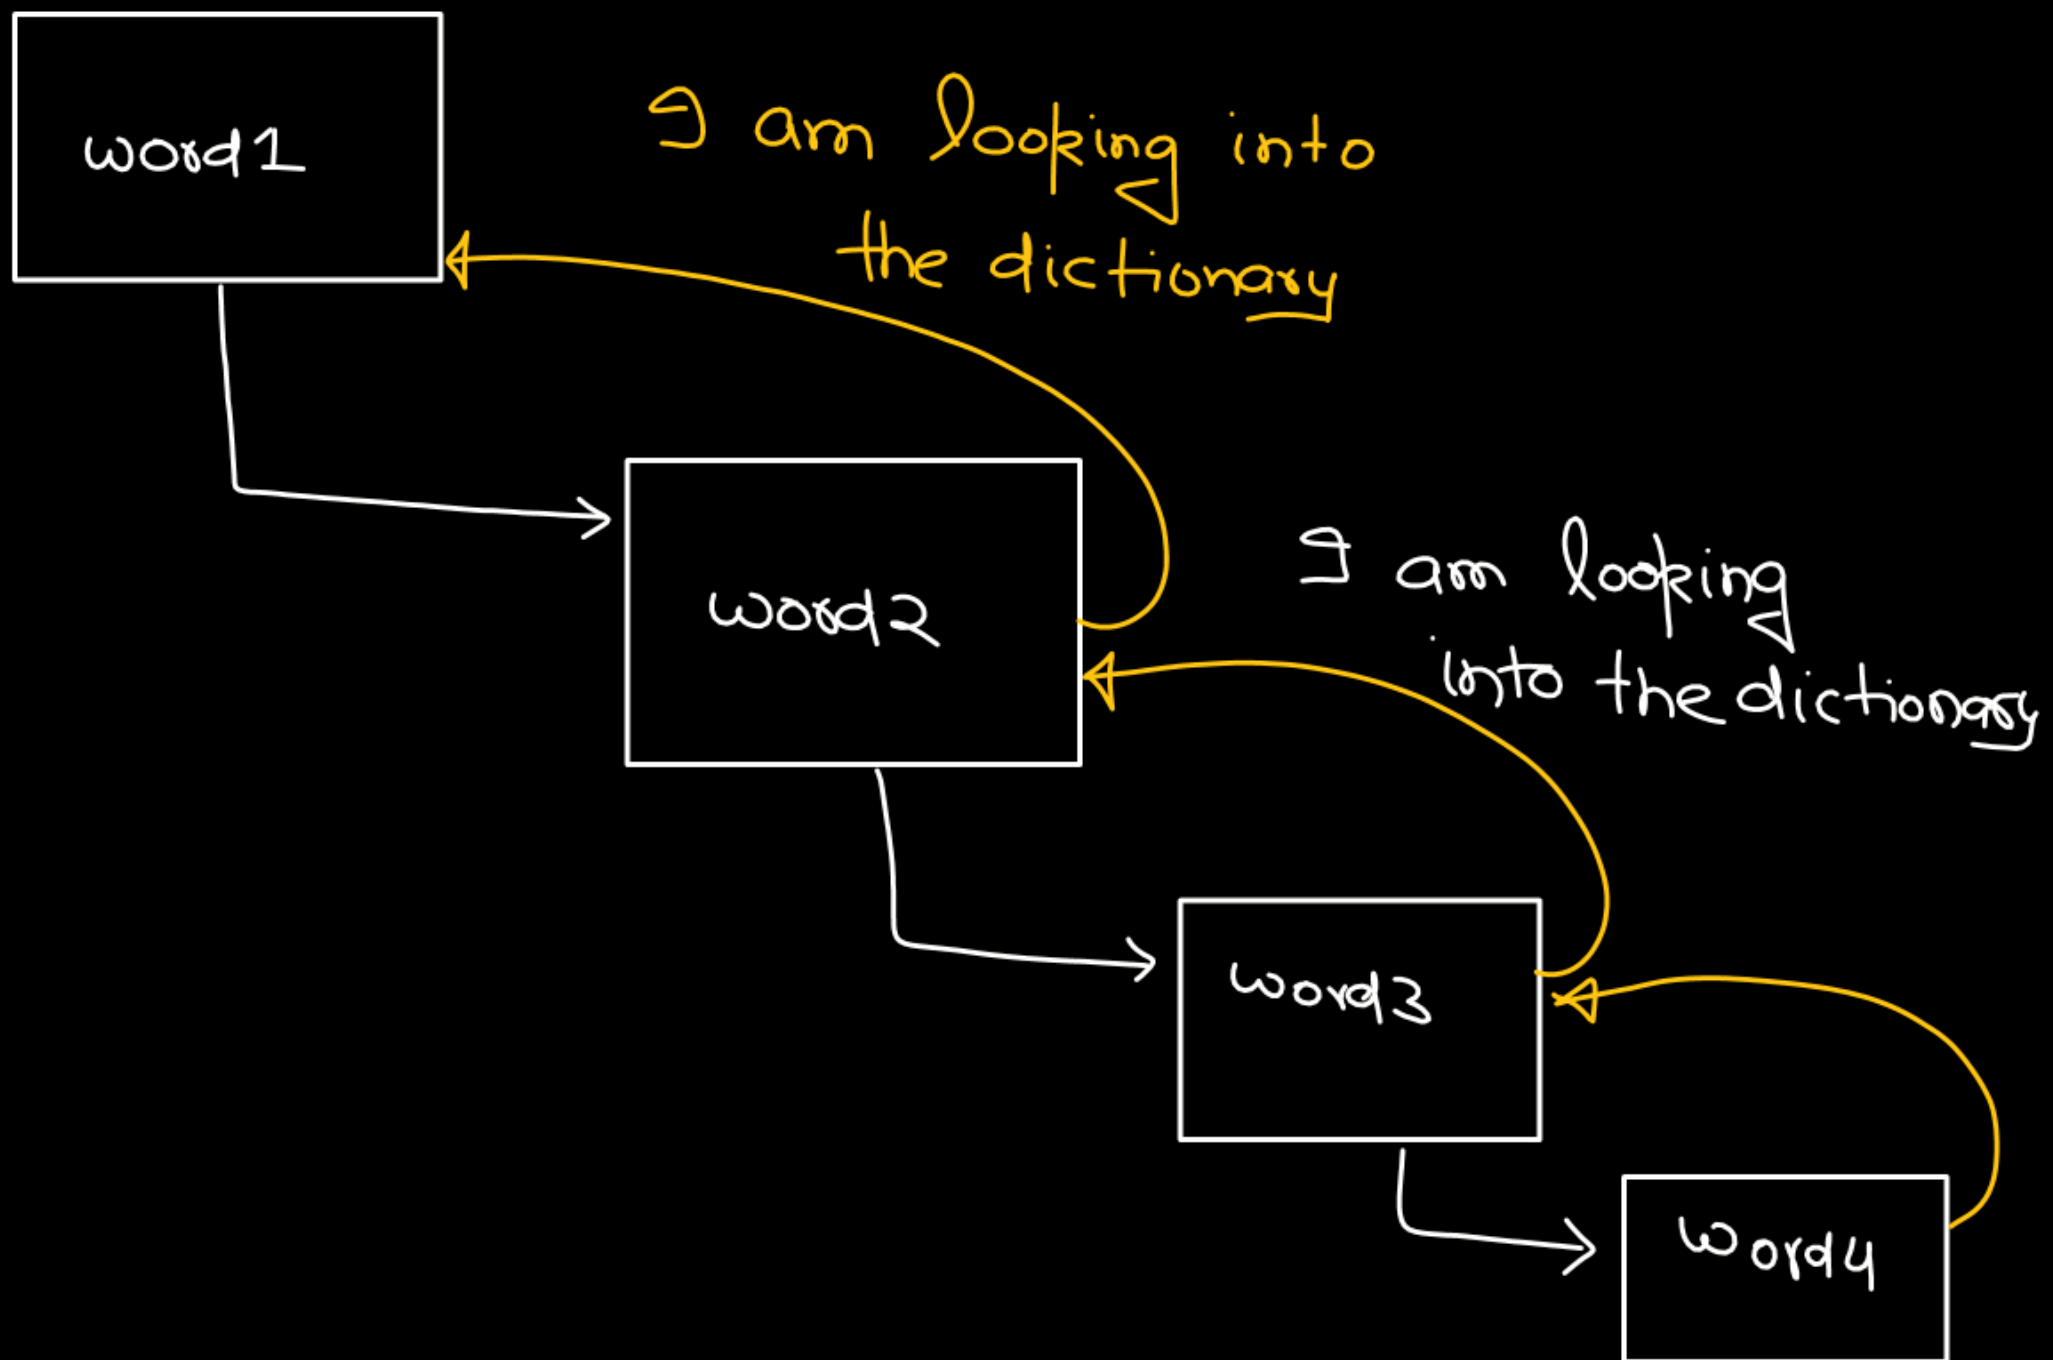 word1
I am looking into
the dictionary
word2
I am looking
into the dictionary
word3
word4